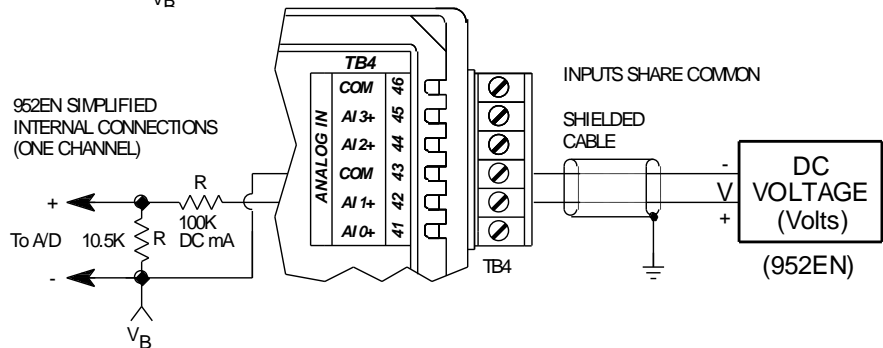 VB
TB4
COM 46
AI 3+ 45
AI 2+ 44
COM 43
AI 1+ 42
AI 0+ 41
ANALOG IN
952EN SIMPLIFIED
INTERNAL CONNECTIONS
(ONE CHANNEL)
R
100K
DC mA
+
To A/D
10.5K
R
-
VB
TB4
INPUTS SHARE COMMON
SHIELDED
CABLE
-
V
+
DC
VOLTAGE
(Volts)
(952EN)